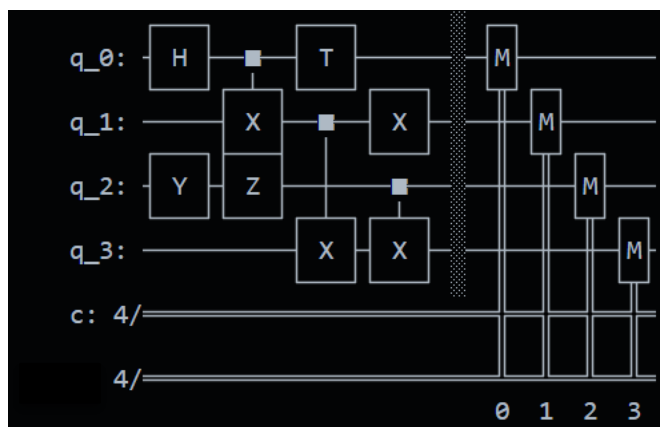 q_0: H ■ T M
q_1: X ■ X M
q_2: Y Z ■ M
q_3: X X M
c: 4/
4/
0 1 2 3